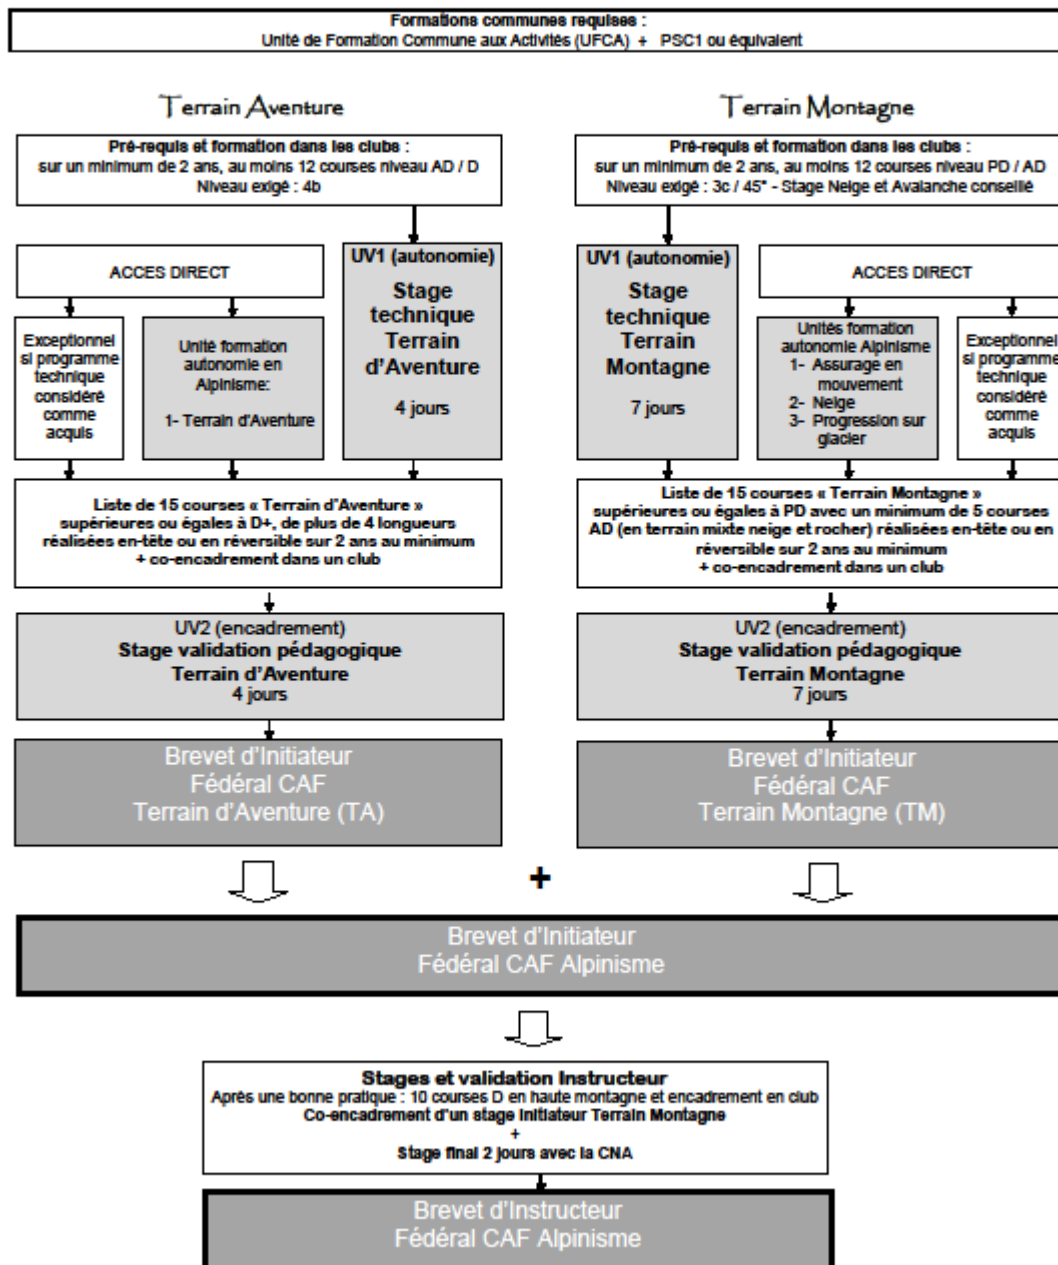 Formations communes requises :
Unité de Formation Commune aux Activités (UFCA) + PSC1 ou équivalent
Terrain Aventure
Pré-requis et formation dans les clubs :
sur un minimum de 2 ans, au moins 12 courses niveau AD / D
Niveau exigé : 4b
ACCES DIRECT
Exceptionnel
si programme
technique
considéré
comme
acquis
Unité formation
autonomie en
Alpinisme:
1- Terrain d'Aventure
UV1 (autonomie)
Stage
technique
Terrain
d'Aventure
4 jours
Liste de 15 courses « Terrain d'Aventure »
supérieures ou égales à D+, de plus de 4 longueurs
réalisées en-tête ou en réversible sur 2 ans au minimum
+ co-encadrement dans un club
UV2 (encadrement)
Stage validation pédagogique
Terrain d'Aventure
4 jours
Brevet d'Initiateur
Fédéral CAF
Terrain d'Aventure (TA)
Terrain Montagne
Pré-requis et formation dans les clubs :
sur un minimum de 2 ans, au moins 12 courses niveau PD / AD
Niveau exigé : 3c / 45° - Stage Neige et Avalanche conseillé
UV1 (autonomie)
Stage
technique
Terrain
Montagne
7 jours
ACCES DIRECT
Unités formation
autonomie Alpinisme
1- Assurage en
mouvement
2- Neige
3- Progression sur
glacier
Exceptionnel
si programme
technique
considéré
comme
acquis
Liste de 15 courses « Terrain Montagne »
supérieures ou égales à PD avec un minimum de 5 courses
AD (en terrain mixte neige et rocher) réalisées en-tête ou en
réversible sur 2 ans au minimum
+ co-encadrement dans un club
UV2 (encadrement)
Stage validation pédagogique
Terrain Montagne
7 jours
Brevet d'Initiateur
Fédéral CAF
Terrain Montagne (TM)
+
Brevet d'Initiateur
Fédéral CAF Alpinisme
Stages et validation Instructeur
Après une bonne pratique : 10 courses D en haute montagne et encadrement en club
Co-encadrement d'un stage Initiateur Terrain Montagne
+
Stage final 2 jours avec la CNA
Brevet d'Instructeur
Fédéral CAF Alpinisme